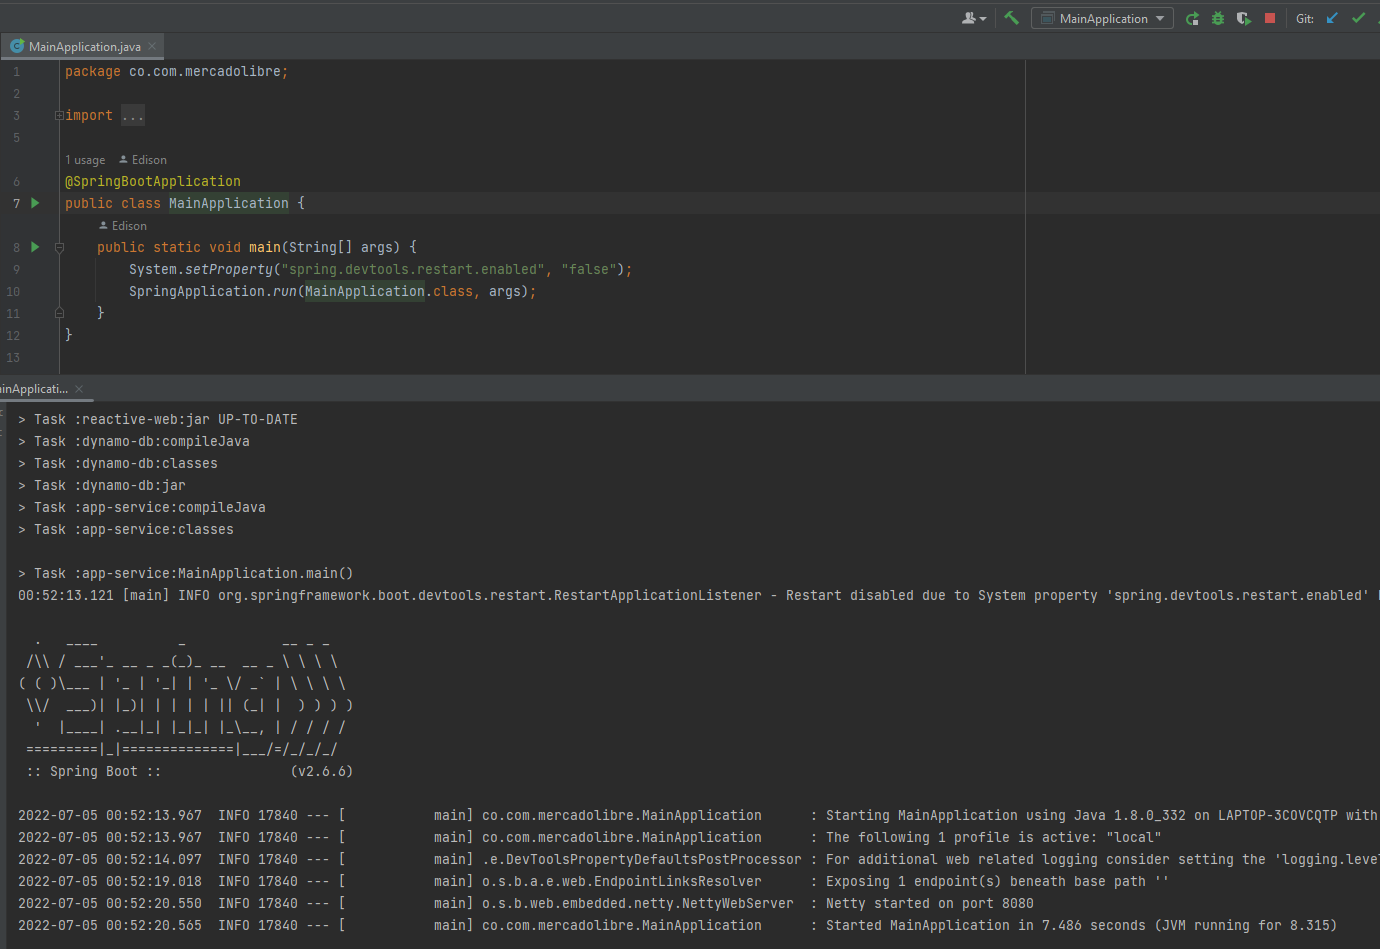 MainApplication Git:
MainApplication.java
1 package co.com.mercadolibre;
2
3 import ...
5
1 usage Edison
6 @SpringBootApplication
7 public class MainApplication {
Edison
8 public static void main(String[] args) {
9 System.setProperty("spring.devtools.restart.enabled", "false");
10 SpringApplication.run(MainApplication.class, args);
11 }
12 }
13
ainApplicati...
> Task :reactive-web:jar UP-TO-DATE
> Task :dynamo-db:compileJava
> Task :dynamo-db:classes
> Task :dynamo-db:jar
> Task :app-service:compileJava
> Task :app-service:classes
> Task :app-service:MainApplication.main()
00:52:13.121 [main] INFO org.springframework.boot.devtools.restart.RestartApplicationListener - Restart disabled due to System property 'spring.devtools.restart.enabled'
  .   ____          _            __ _ _
 /\\ / ___'_ __ _ _(_)_ __  __ _ \ \ \ \
( ( )\___ | '_ | '_| | '_ \/ _` | \ \ \ \
 \\/  ___)| |_)| | | | | || (_| |  ) ) ) )
  '  |____| .__|_| |_|_| |_\__, | / / / /
 =========|_|==============|___/=/_/_/_/
 :: Spring Boot ::                (v2.6.6)
2022-07-05 00:52:13.967  INFO 17840 --- [           main] co.com.mercadolibre.MainApplication      : Starting MainApplication using Java 1.8.0_332 on LAPTOP-3COVCQTP with
2022-07-05 00:52:13.967  INFO 17840 --- [           main] co.com.mercadolibre.MainApplication      : The following 1 profile is active: "local"
2022-07-05 00:52:14.097  INFO 17840 --- [           main] .e.DevToolsPropertyDefaultsPostProcessor : For additional web related logging consider setting the 'logging.leve
2022-07-05 00:52:19.018  INFO 17840 --- [           main] o.s.b.a.e.web.EndpointLinksResolver      : Exposing 1 endpoint(s) beneath base path ''
2022-07-05 00:52:20.550  INFO 17840 --- [           main] o.s.b.web.embedded.netty.NettyWebServer  : Netty started on port 8080
2022-07-05 00:52:20.565  INFO 17840 --- [           main] co.com.mercadolibre.MainApplication      : Started MainApplication in 7.486 seconds (JVM running for 8.315)